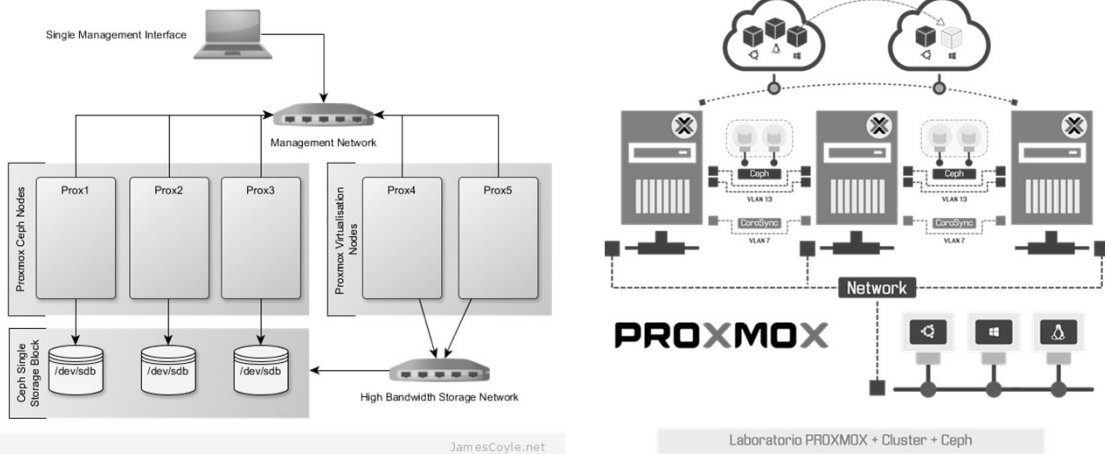 Single Management Interface
Management Network
Proxmox Ceph Nodes
Prox1
Prox2
Prox3
Proxmox Virtualisation
Nodes
Prox4
Prox5
Ceph Single
Storage Block
/dev/sdb
/dev/sdb
/dev/sdb
High Bandwidth Storage Network
JamesCoyle.net
Ceph
VLAN 13
CoroSync
VLAN 7
Ceph
VLAN 13
CoroSync
VLAN 7
Network
PROXMOX
Laboratorio PROXMOX + Cluster + Ceph